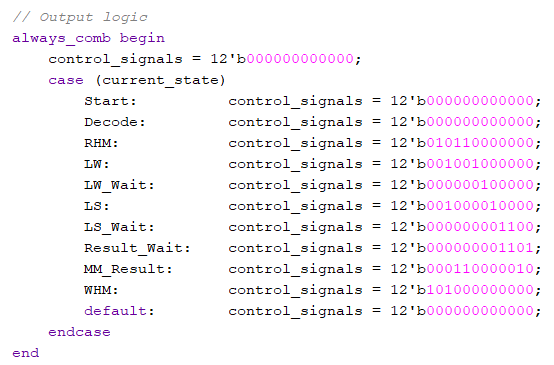 // Output logic
always_comb begin
    control_signals = 12'b000000000000;
    case (current_state)
        Start:          control_signals = 12'b000000000000;
        Decode:         control_signals = 12'b000000000000;
        RHM:            control_signals = 12'b010110000000;
        LW:             control_signals = 12'b001001000000;
        LW_Wait:        control_signals = 12'b000000100000;
        LS:             control_signals = 12'b001000010000;
        LS_Wait:        control_signals = 12'b000000001100;
        Result_Wait:    control_signals = 12'b000000001101;
        MM_Result:      control_signals = 12'b000110000010;
        WHM:            control_signals = 12'b101000000000;
        default:        control_signals = 12'b000000000000;
    endcase
end